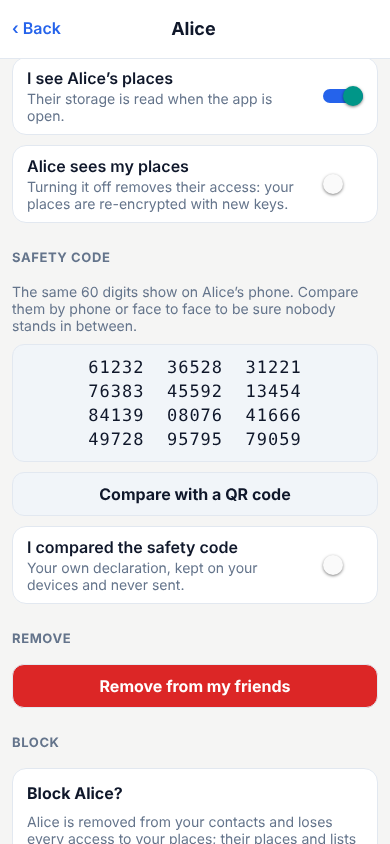 ‹ Back
Alice
I see Alice’s places
Their storage is read when the app is
open.
Alice sees my places
Turning it off removes their access: your
places are re-encrypted with new keys.
SAFETY CODE
The same 60 digits show on Alice’s phone. Compare
them by phone or face to face to be sure nobody
stands in between.
61232 36528 31221
76383 45592 13454
84139 08076 41666
49728 95795 79059
Compare with a QR code
I compared the safety code
Your own declaration, kept on your
devices and never sent.
REMOVE
Remove from my friends
BLOCK
Block Alice?
Alice is removed from your contacts and loses
every access to your places; their places and lists